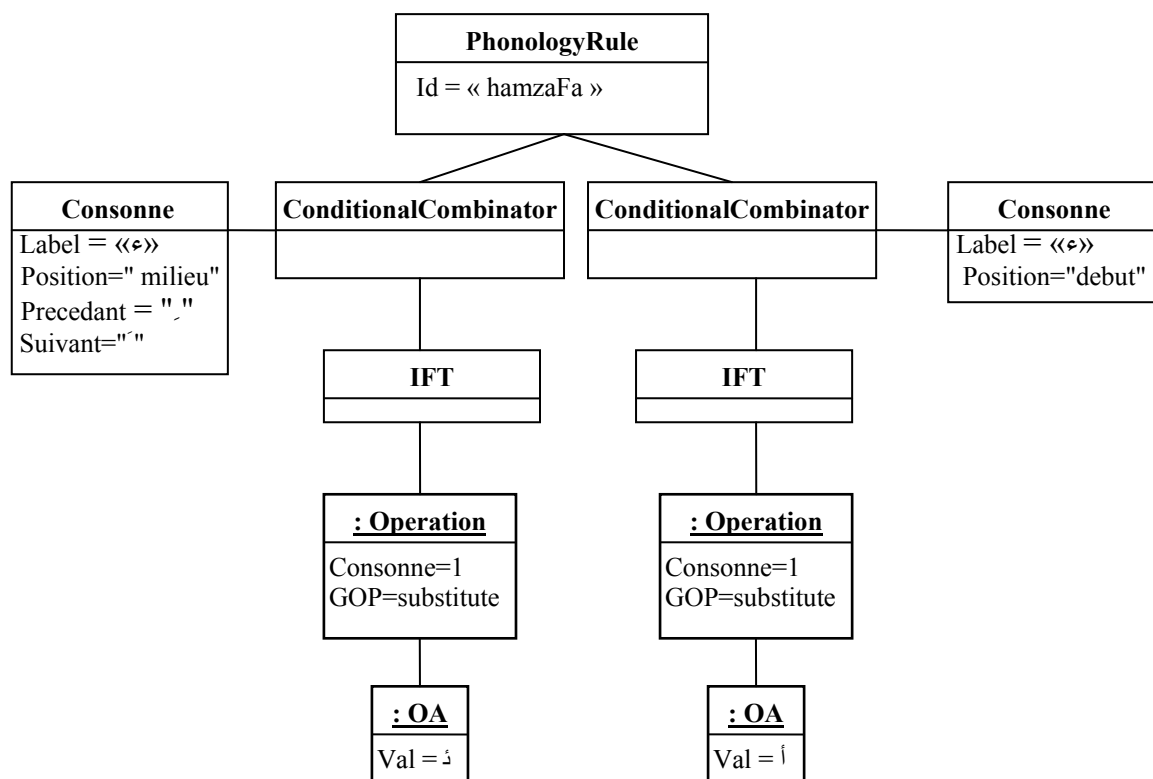 PhonologyRule
Id = « hamzaFa »
Consonne
Label = «ء»
Position=" milieu"
Precedant = "ِ"
Suivant="َ"
ConditionalCombinator
ConditionalCombinator
Consonne
Label = «ء»
Position="debut"
IFT
IFT
: Operation
Consonne=1
GOP=substitute
: Operation
Consonne=1
GOP=substitute
: OA
Val = ئ
: OA
Val = أ